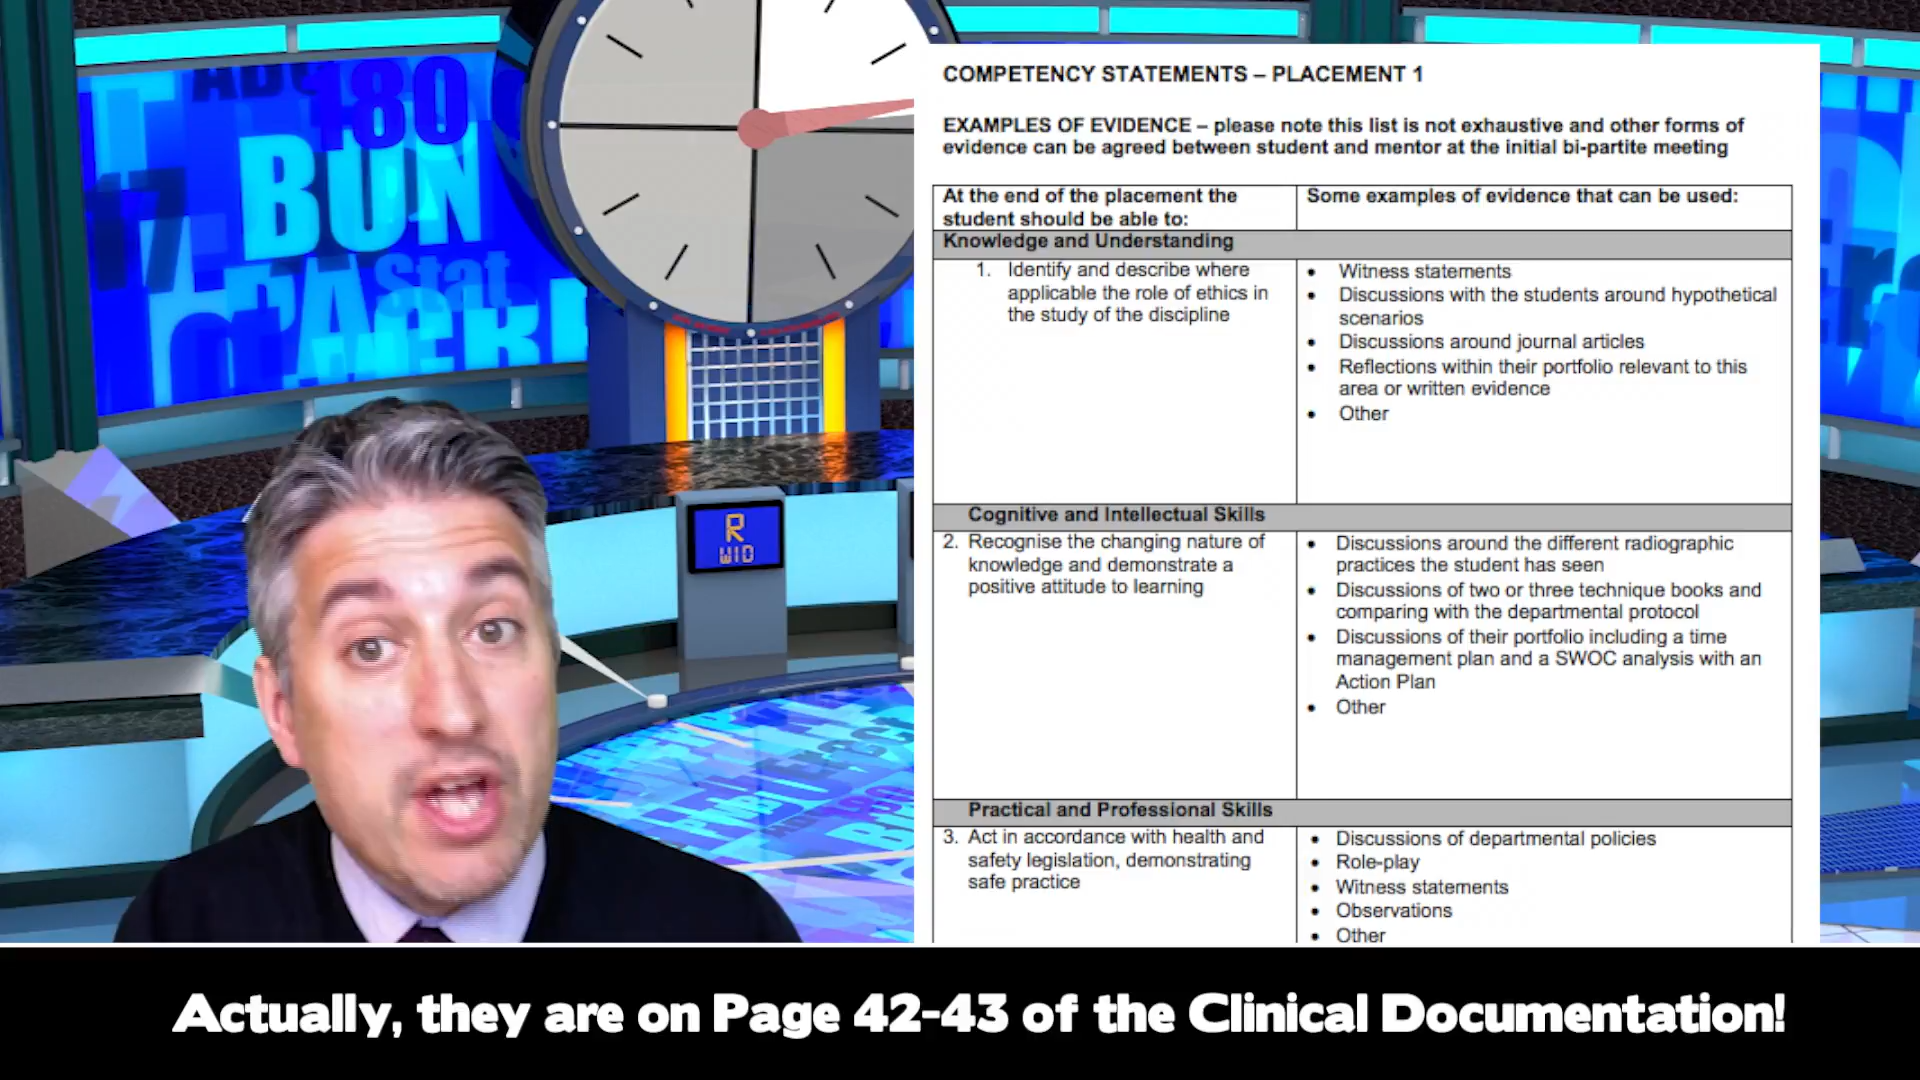 180
BUN
Stat
R
WID
COMPETENCY STATEMENTS – PLACEMENT 1
EXAMPLES OF EVIDENCE – please note this list is not exhaustive and other forms of
evidence can be agreed between student and mentor at the initial bi-partite meeting
At the end of the placement the
student should be able to:
Some examples of evidence that can be used:
Knowledge and Understanding
1. Identify and describe where
applicable the role of ethics in
the study of the discipline
• Witness statements
• Discussions with the students around hypothetical
scenarios
• Discussions around journal articles
• Reflections within their portfolio relevant to this
area or written evidence
• Other
Cognitive and Intellectual Skills
2. Recognise the changing nature of
knowledge and demonstrate a
positive attitude to learning
• Discussions around the different radiographic
practices the student has seen
• Discussions of two or three technique books and
comparing with the departmental protocol
• Discussions of their portfolio including a time
management plan and a SWOC analysis with an
Action Plan
• Other
Practical and Professional Skills
3. Act in accordance with health and
safety legislation, demonstrating
safe practice
• Discussions of departmental policies
• Role-play
• Witness statements
• Observations
• Other
Actually, they are on Page 42-43 of the Clinical Documentation!